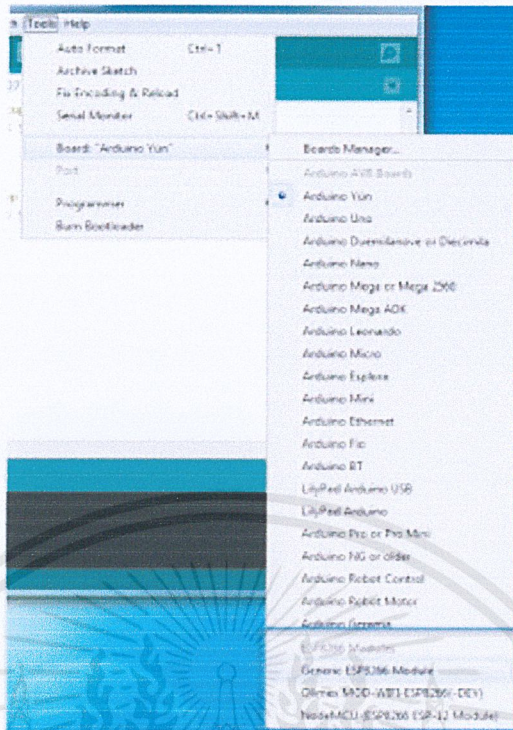 Tools Help
Auto Format Ctrl+T
Archive Sketch
Fix Encoding & Reload
Serial Monitor Ctrl+Shift+M
Board: "Arduino Yún"
Port
Programmer
Burn Bootloader
Boards Manager...
Arduino AVR Boards
Arduino Yún
Arduino Uno
Arduino Duemilanove or Diecimila
Arduino Nano
Arduino Mega or Mega 2560
Arduino Mega ADK
Arduino Leonardo
Arduino Micro
Arduino Esplora
Arduino Mini
Arduino Ethernet
Arduino Fio
Arduino BT
LilyPad Arduino USB
LilyPad Arduino
Arduino Pro or Pro Mini
Arduino NG or older
Arduino Robot Control
Arduino Robot Motor
Arduino Gemma
ESP8266 Modules
Generic ESP8266 Module
Olimex MOD-WIFI-ESP8266(-DEV)
NodeMCU (ESP8266 ESP-12 Module)